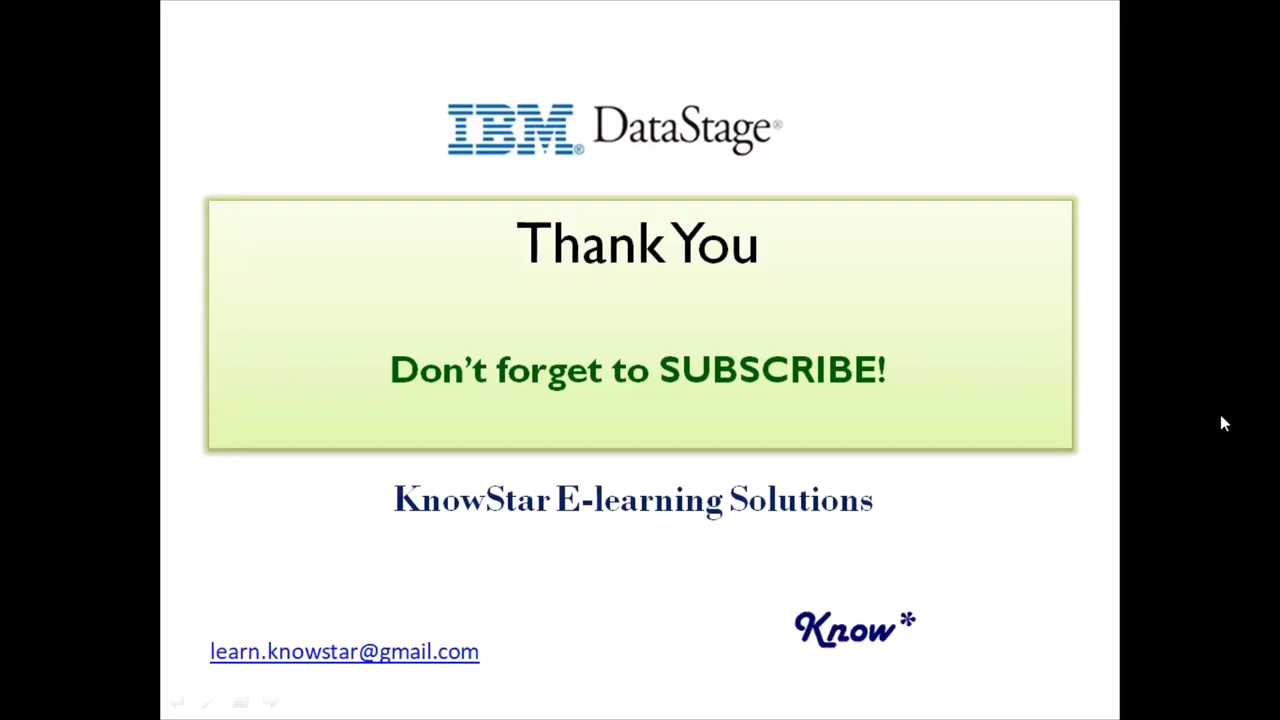 IBM® DataStage®
Thank You
Don't forget to SUBSCRIBE!
KnowStar E-learning Solutions
Know*
learn.knowstar@gmail.com